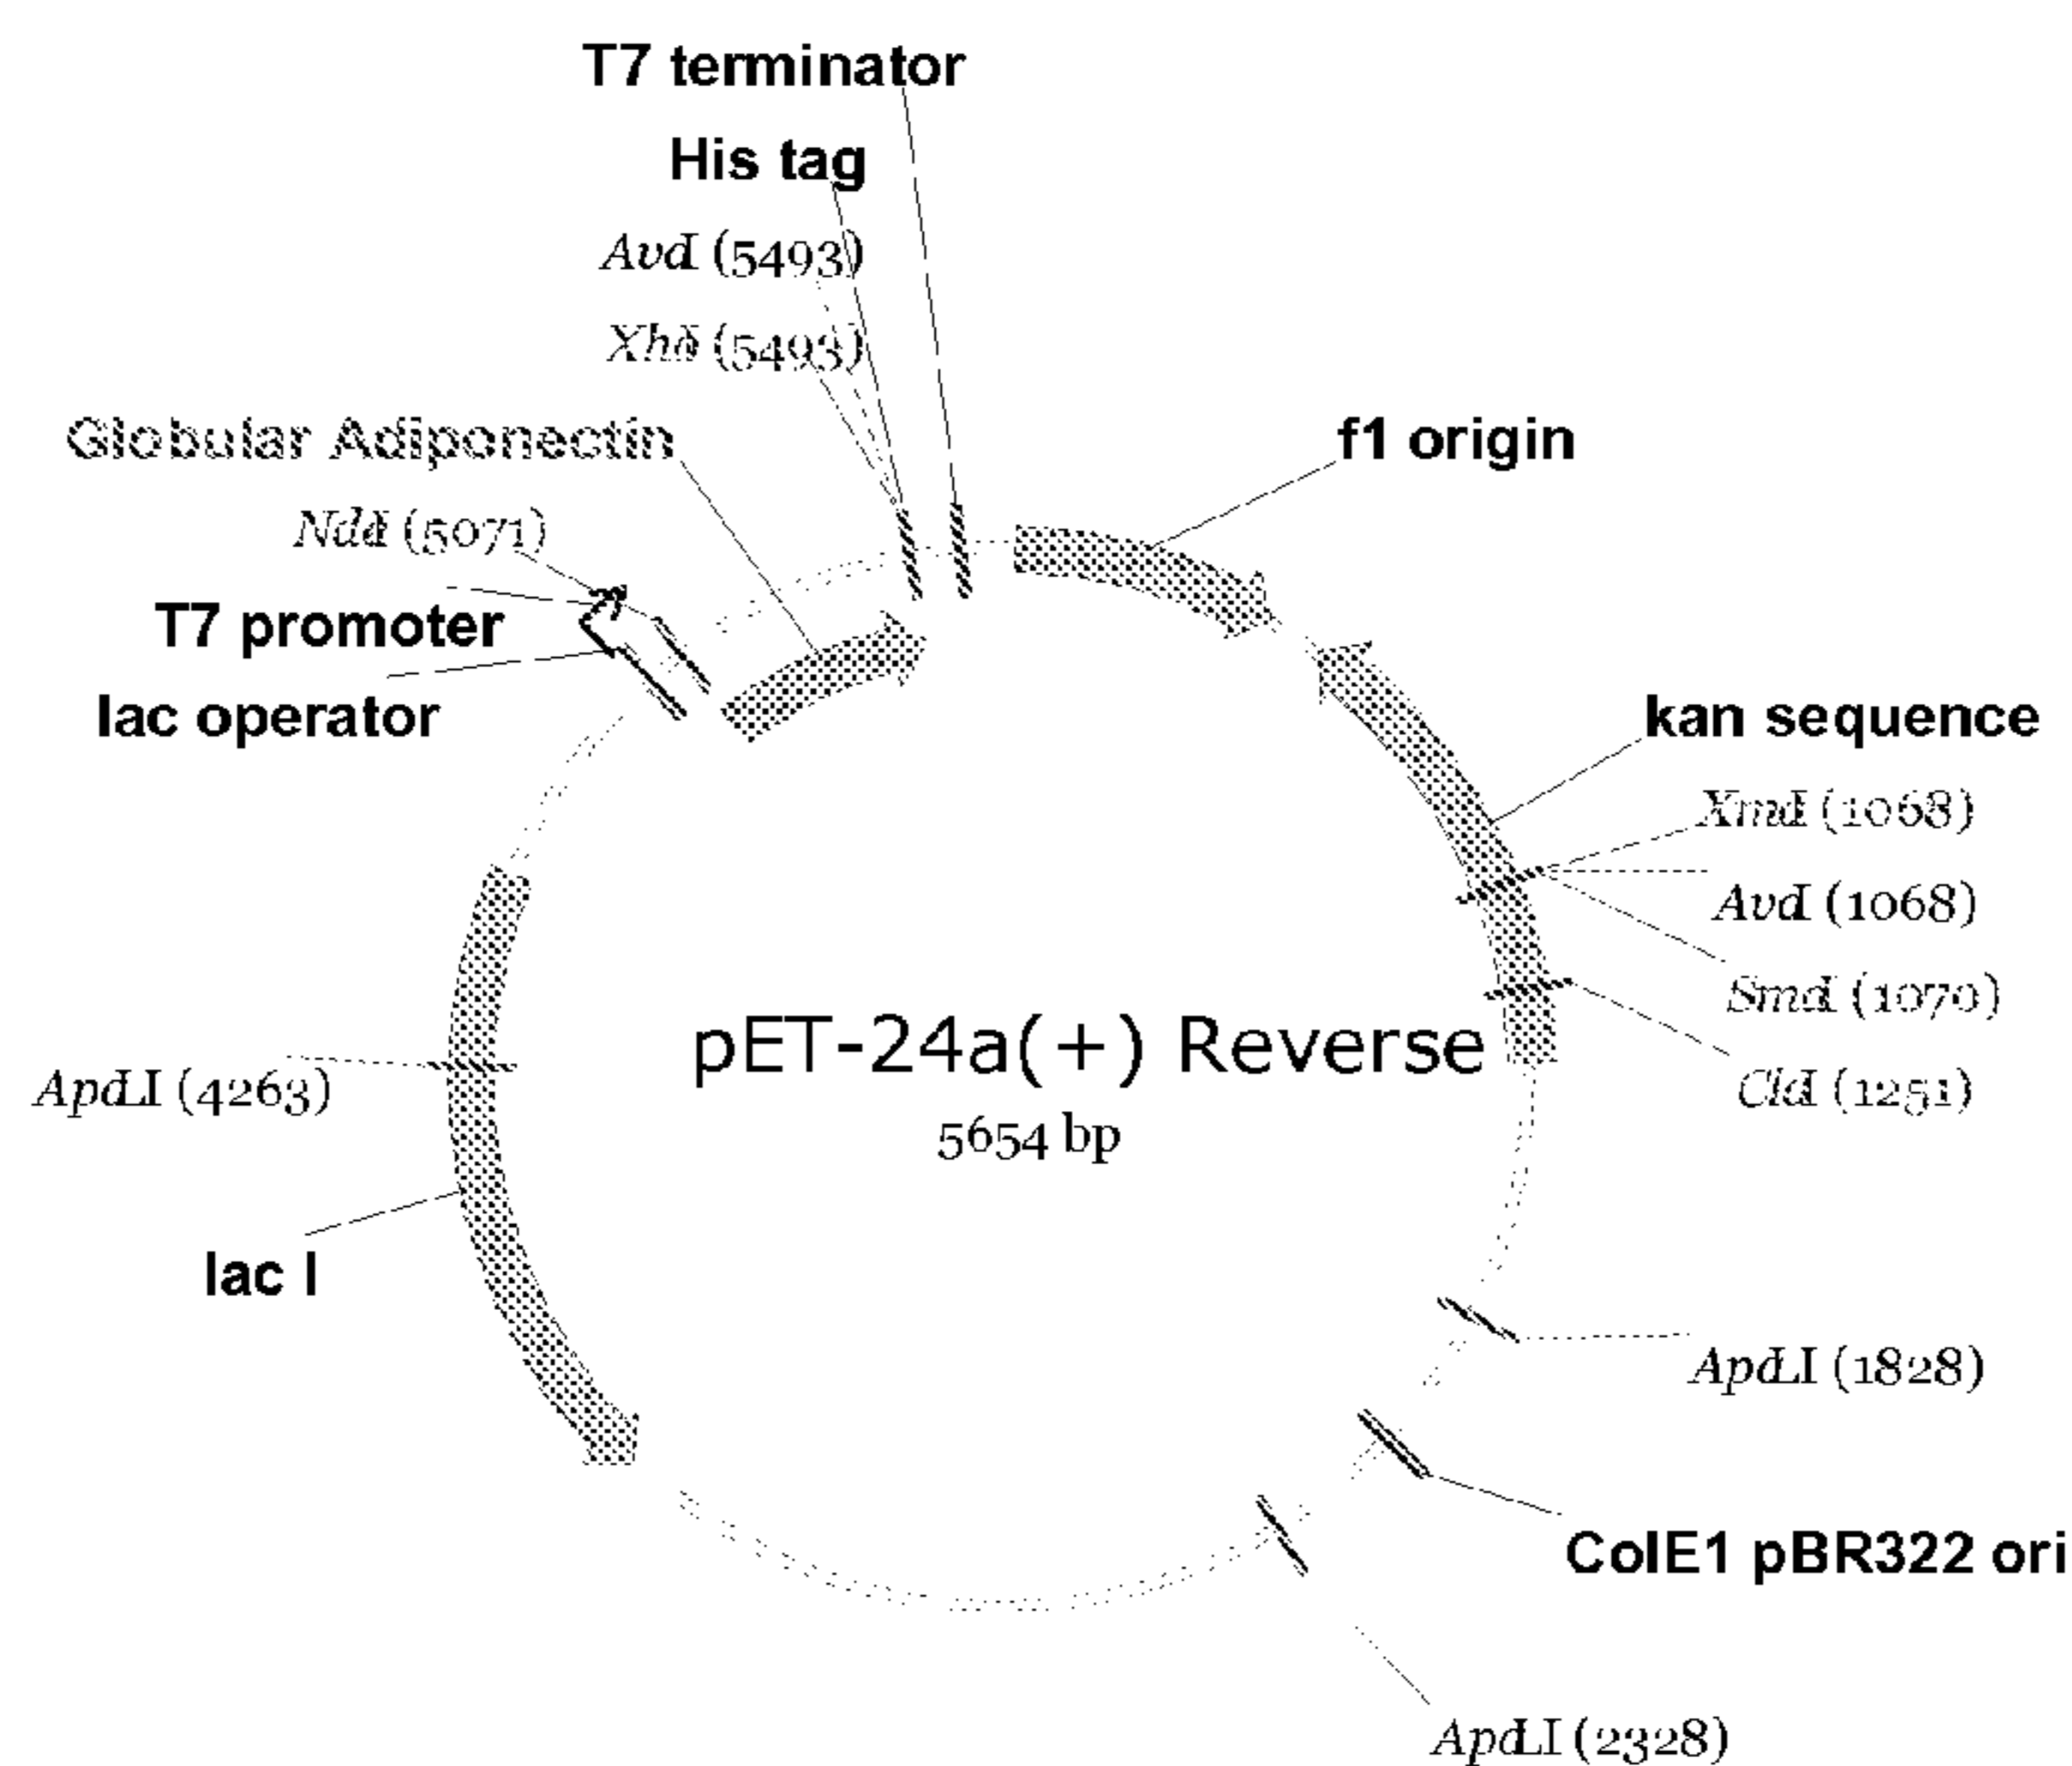 T7 terminator
His tag
AvaI (5493)
XhoI (5493)
Globular Adiponectin
f1 origin
NdeI (5071)
T7 promoter
lac operator
kan sequence
XmaI (1068)
AvaI (1068)
SmaI (1070)
ClaI (1251)
pET-24a(+) Reverse
5654 bp
ApaLI (4263)
lac I
ApaLI (1828)
ColE1 pBR322 ori
ApaLI (2328)